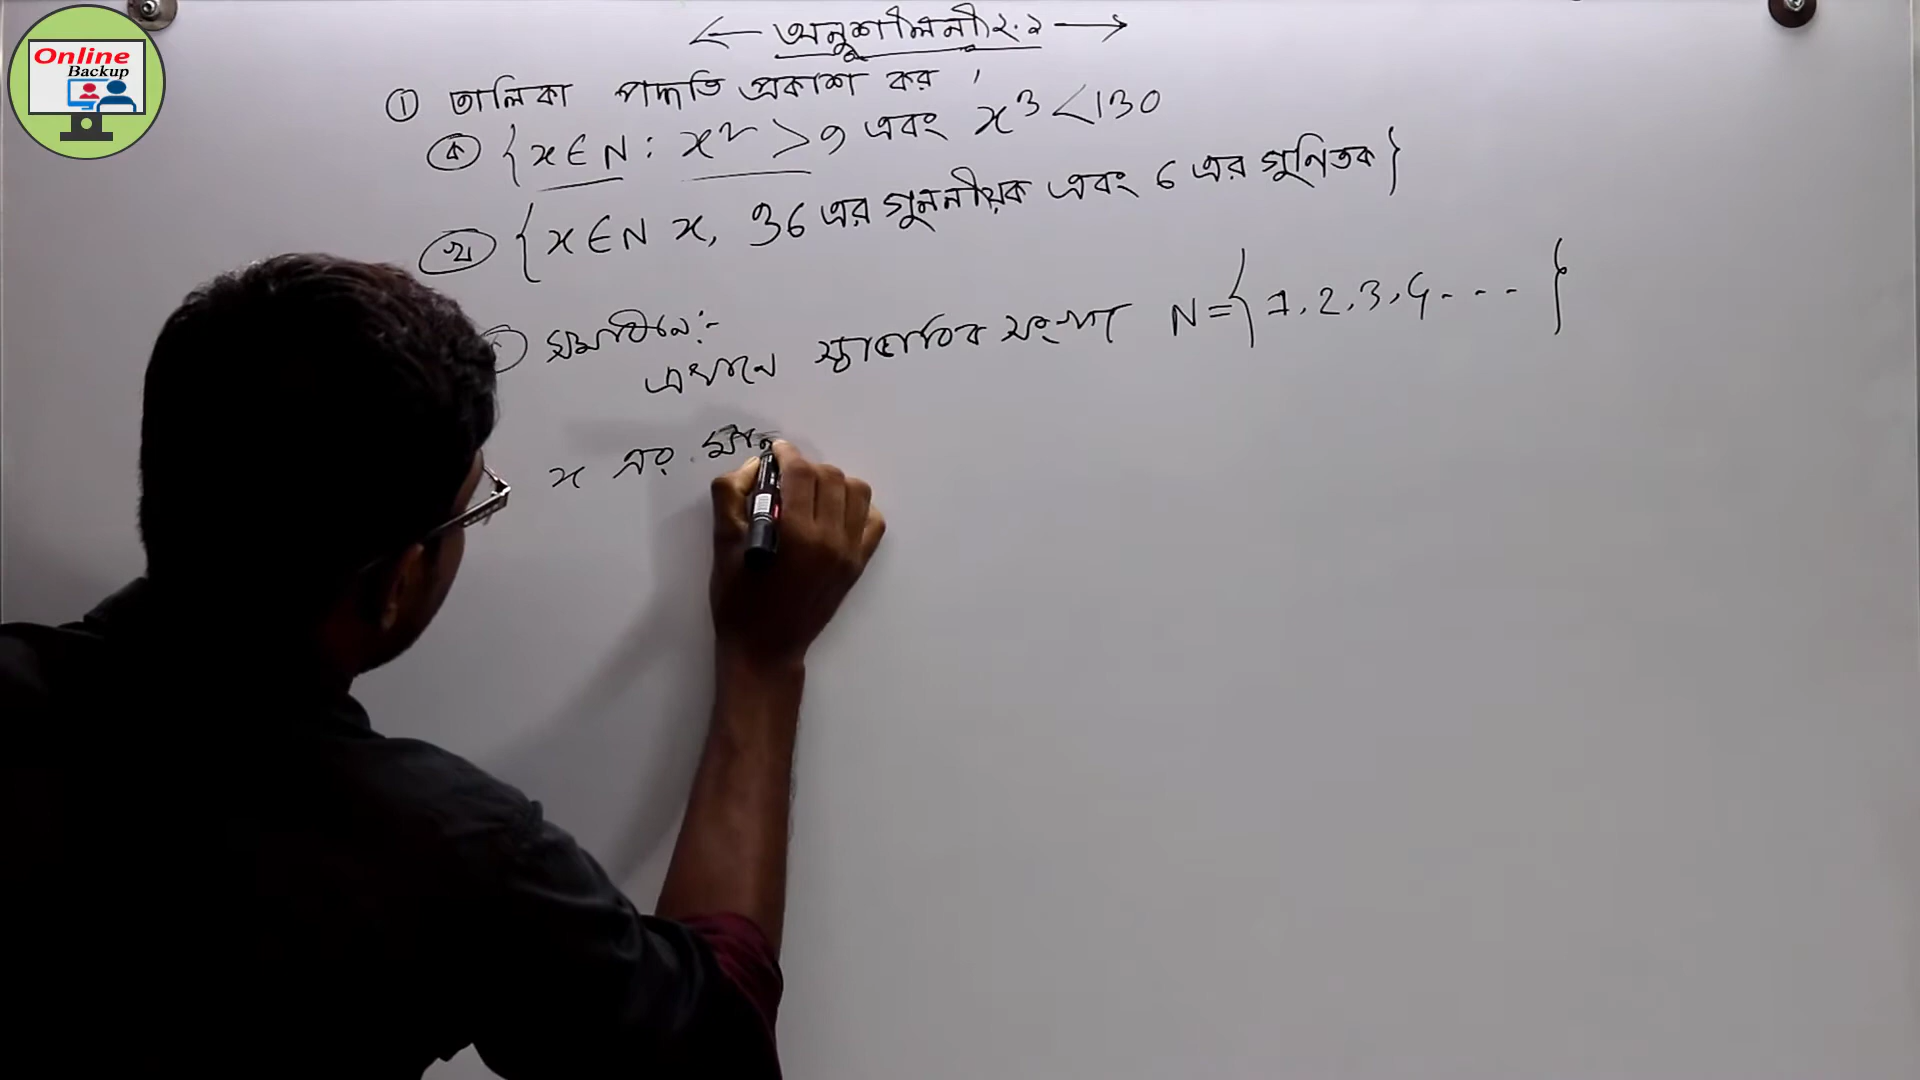 Online
Backup
অনুশীলনী ২.১
① তালিকা পদ্ধতি প্রকাশ কর ।
ক {x∈N : x² > 9 এবং x³ < 130
খ {x∈N x, 36 এর গুননীয়ক এবং 6 এর গুনিতক}
সমাধান:-
এখানে স্বাভাবিক সংখ্যা N = {1, 2, 3, 4 - - - }
x এর মান